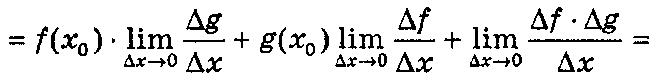 = f(x₀) · lim_{Δx→0} Δg/Δx + g(x₀) lim_{Δx→0} Δf/Δx + lim_{Δx→0} (Δf · Δg)/Δx =